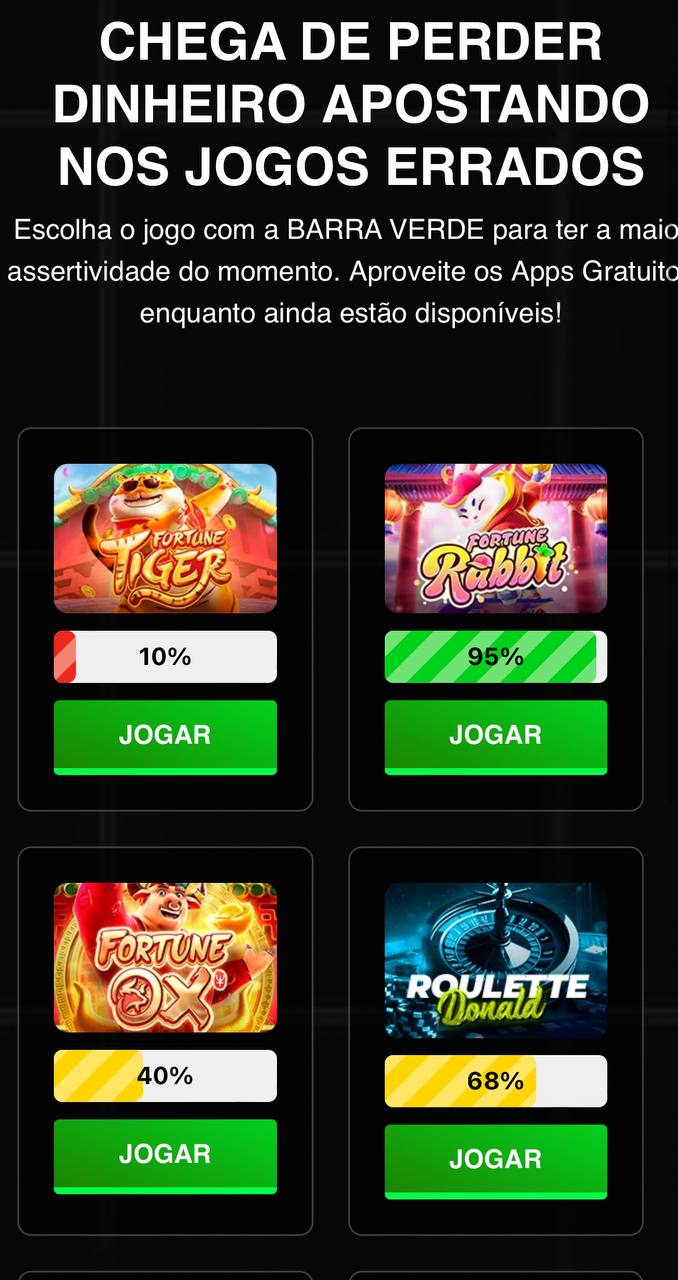 CHEGA DE PERDER
DINHEIRO APOSTANDO
NOS JOGOS ERRADOS
Escolha o jogo com a BARRA VERDE para ter a maio
assertividade do momento. Aproveite os Apps Gratuito
enquanto ainda estão disponíveis!
FORTUNE
TIGER
10%
JOGAR
FORTUNE
Rabbit
95%
JOGAR
FORTUNE
OX
40%
JOGAR
ROULETTE
Donald
68%
JOGAR